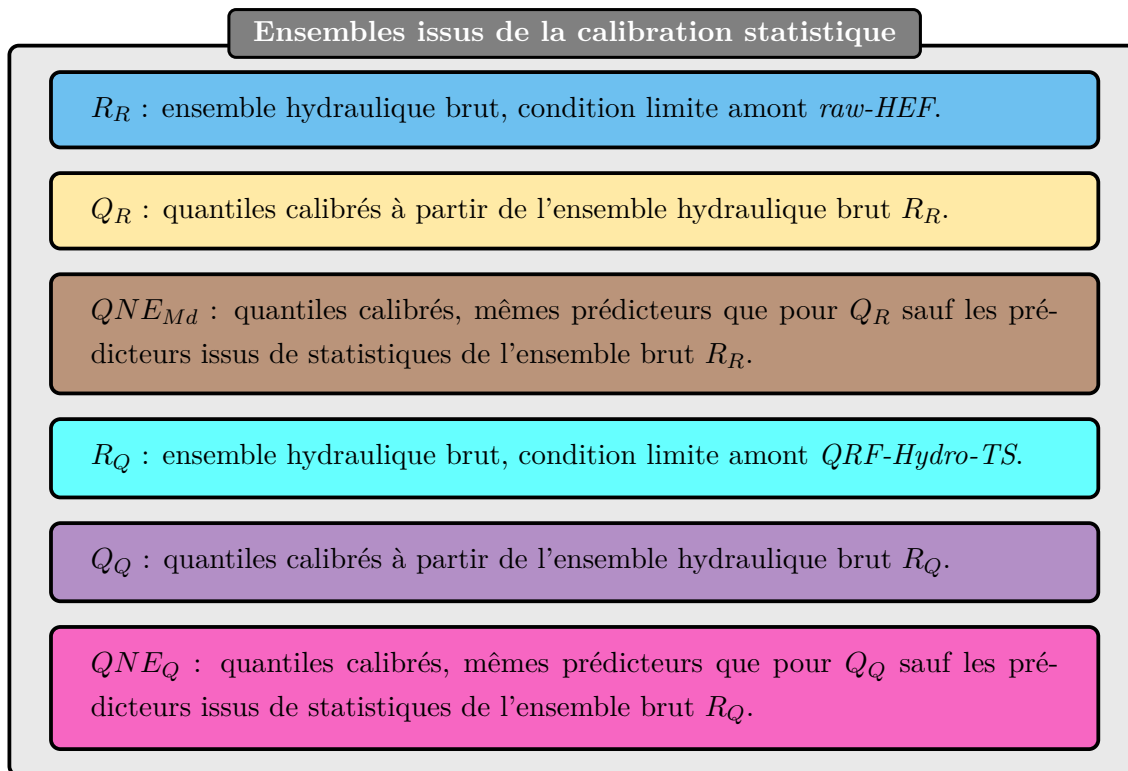 Ensembles issus de la calibration statistique
R_R : ensemble hydraulique brut, condition limite amont raw-HEF.
Q_R : quantiles calibrés à partir de l'ensemble hydraulique brut R_R.
QNE_{Md} : quantiles calibrés, mêmes prédicteurs que pour Q_R sauf les pré-
dicteurs issus de statistiques de l'ensemble brut R_R.
R_Q : ensemble hydraulique brut, condition limite amont QRF-Hydro-TS.
Q_Q : quantiles calibrés à partir de l'ensemble hydraulique brut R_Q.
QNE_Q : quantiles calibrés, mêmes prédicteurs que pour Q_Q sauf les pré-
dicteurs issus de statistiques de l'ensemble brut R_Q.